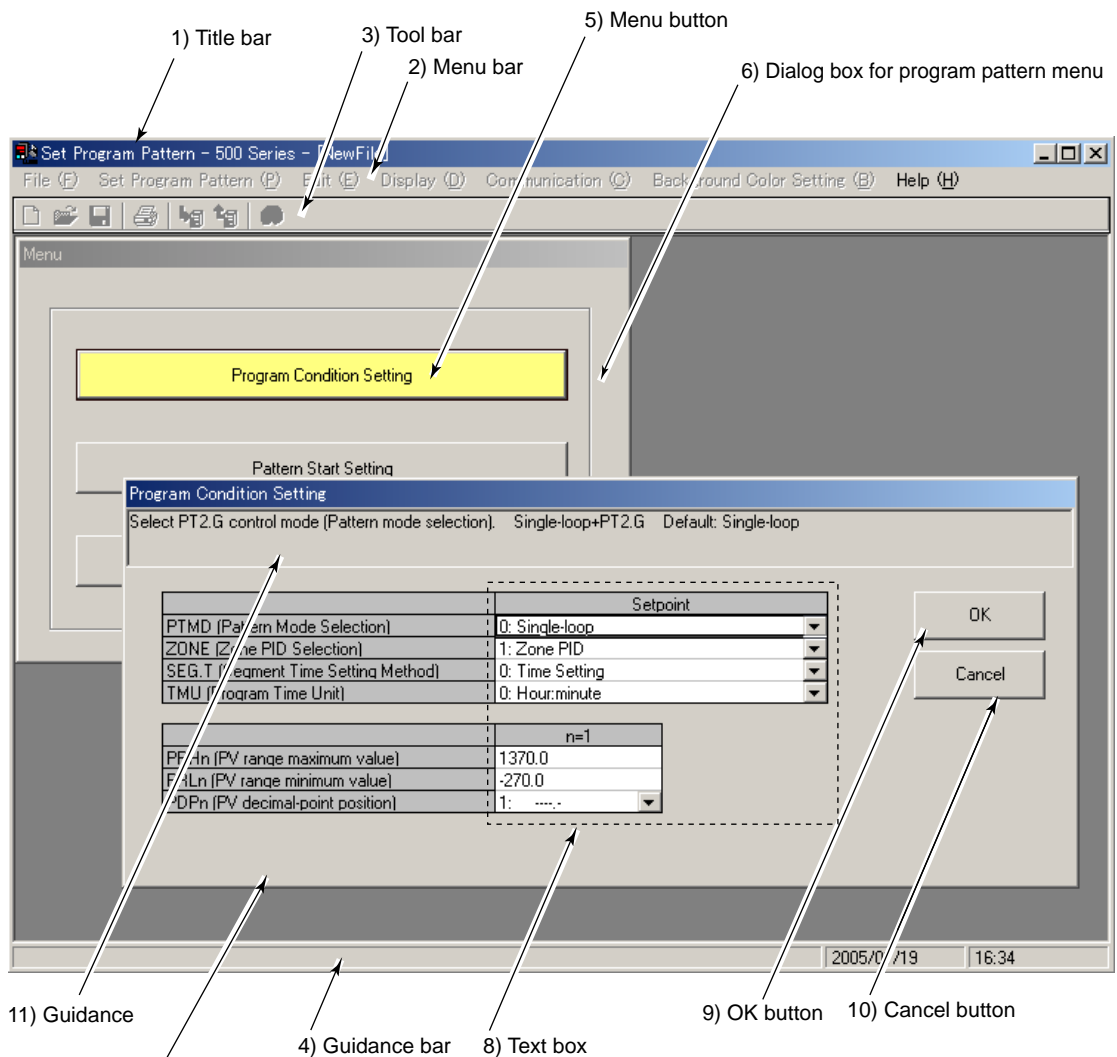 5) Menu button
1) Title bar
3) Tool bar
2) Menu bar
6) Dialog box for program pattern menu
Set Program Pattern - 500 Series - [NewFile]
File (F) Set Program Pattern (P) Edit (E) Display (D) Communication (C) Background Color Setting (B) Help (H)
Menu
Program Condition Setting
Pattern Start Setting
Program Condition Setting
Select PT2.G control mode (Pattern mode selection). Single-loop+PT2.G Default: Single-loop
Setpoint
PTMD (Pattern Mode Selection) 0: Single-loop
ZONE (Zone PID Selection) 1: Zone PID
SEG.T (Segment Time Setting Method) 0: Time Setting
TMU (Program Time Unit) 0: Hour:minute
OK
Cancel
n=1
PRHn (PV range maximum value) 1370.0
PRLn (PV range minimum value) -270.0
PDPn (PV decimal-point position) 1: ----.-
16:34
11) Guidance
4) Guidance bar
8) Text box
9) OK button
10) Cancel button